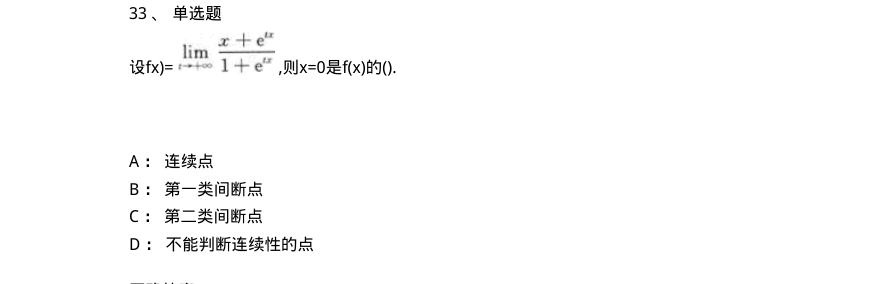 33 、 单选题
设fx)= lim t→+∞ x + e^{tx} / 1 + e^{tx} ,则x=0是f(x)的().
A ： 连续点
B ： 第一类间断点
C ： 第二类间断点
D ： 不能判断连续性的点